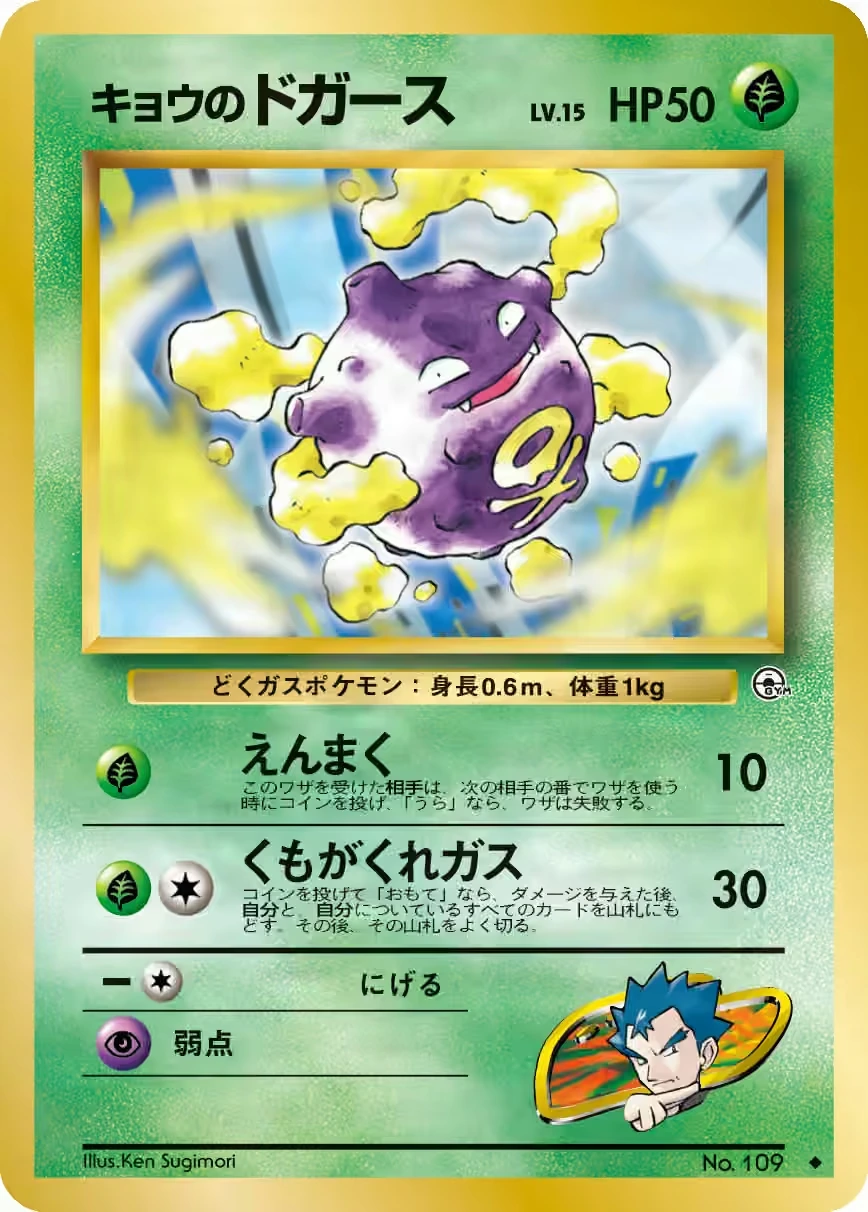 キョウのドガース LV.15 HP50
どくガスポケモン：身長0.6m、体重1kg
GYM
えんまく 10
このワザを受けた相手は、次の相手の番でワザを使う
時にコインを投げ、「うら」なら、ワザは失敗する。
くもがくれガス 30
コインを投げて「おもて」なら、ダメージを与えた後、
自分と、自分についているすべてのカードを山札にも
どす。その後、その山札をよく切る。
にげる
弱点
Illus.Ken Sugimori No. 109